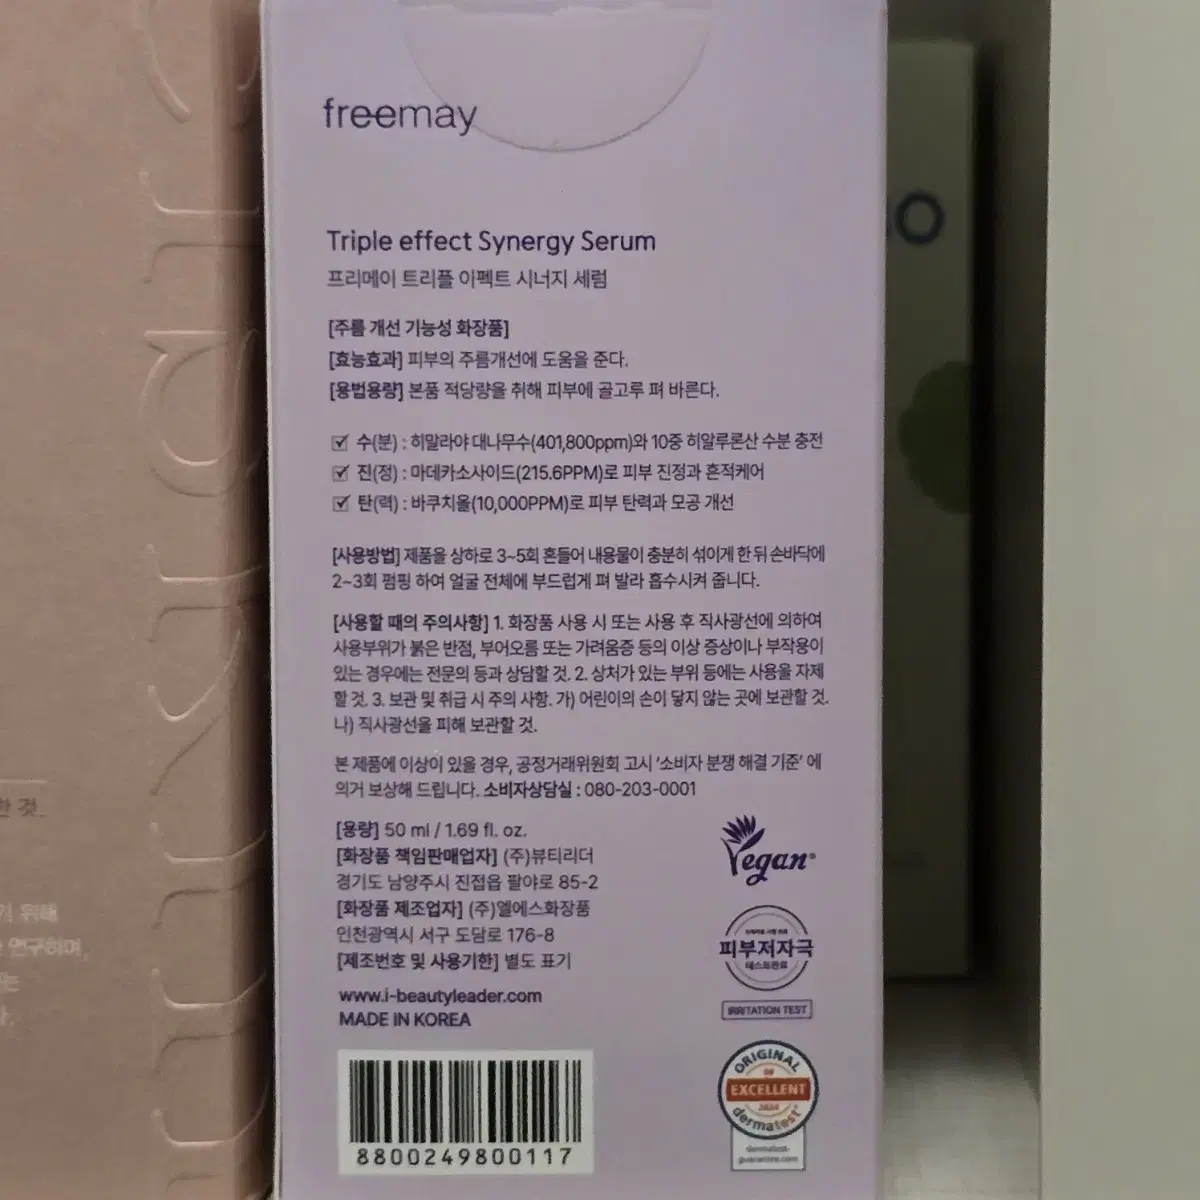 freemay
Triple effect Synergy Serum
프리메이 트리플 이펙트 시너지 세럼
[주름 개선 기능성 화장품]
[효능효과] 피부의 주름개선에 도움을 준다.
[용법용량] 본품 적당량을 취해 피부에 골고루 펴 바른다.
수(분) : 히말라야 대나무수(401,800ppm)와 10중 히알루론산 수분 충전
진(정) : 마데카소사이드(215.6PPM)로 피부 진정과 흔적케어
탄(력) : 바쿠치올(10,000PPM)로 피부 탄력과 모공 개선
[사용방법] 제품을 상하로 3~5회 흔들어 내용물이 충분히 섞이게 한 뒤 손바닥에
2~3회 펌핑 하여 얼굴 전체에 부드럽게 펴 발라 흡수시켜 줍니다.
[사용할 때의 주의사항] 1. 화장품 사용 시 또는 사용 후 직사광선에 의하여
사용부위가 붉은 반점, 부어오름 또는 가려움증 등의 이상 증상이나 부작용이
있는 경우에는 전문의 등과 상담할 것. 2. 상처가 있는 부위 등에는 사용을 자제
할 것. 3. 보관 및 취급 시 주의 사항. 가) 어린이의 손이 닿지 않는 곳에 보관할 것.
나) 직사광선을 피해 보관할 것.
본 제품에 이상이 있을 경우, 공정거래위원회 고시 '소비자 분쟁 해결 기준' 에
의거 보상해 드립니다. 소비자상담실 : 080-203-0001
[용량] 50 ml / 1.69 fl. oz.
[화장품 책임판매업자] (주)뷰티리더
경기도 남양주시 진접읍 팔야로 85-2
[화장품 제조업자] (주)엘에스화장품
인천광역시 서구 도담로 176-8
[제조번호 및 사용기한] 별도 표기
www.i-beautyleader.com
MADE IN KOREA
8800249800117
Vegan
피부저자극
테스트완료
IRRITATION TEST
ORIGINAL
OF
EXCELLENT
2024
dermatest
dermatest-
guarantee.com
한 것.
위해
연구하며,